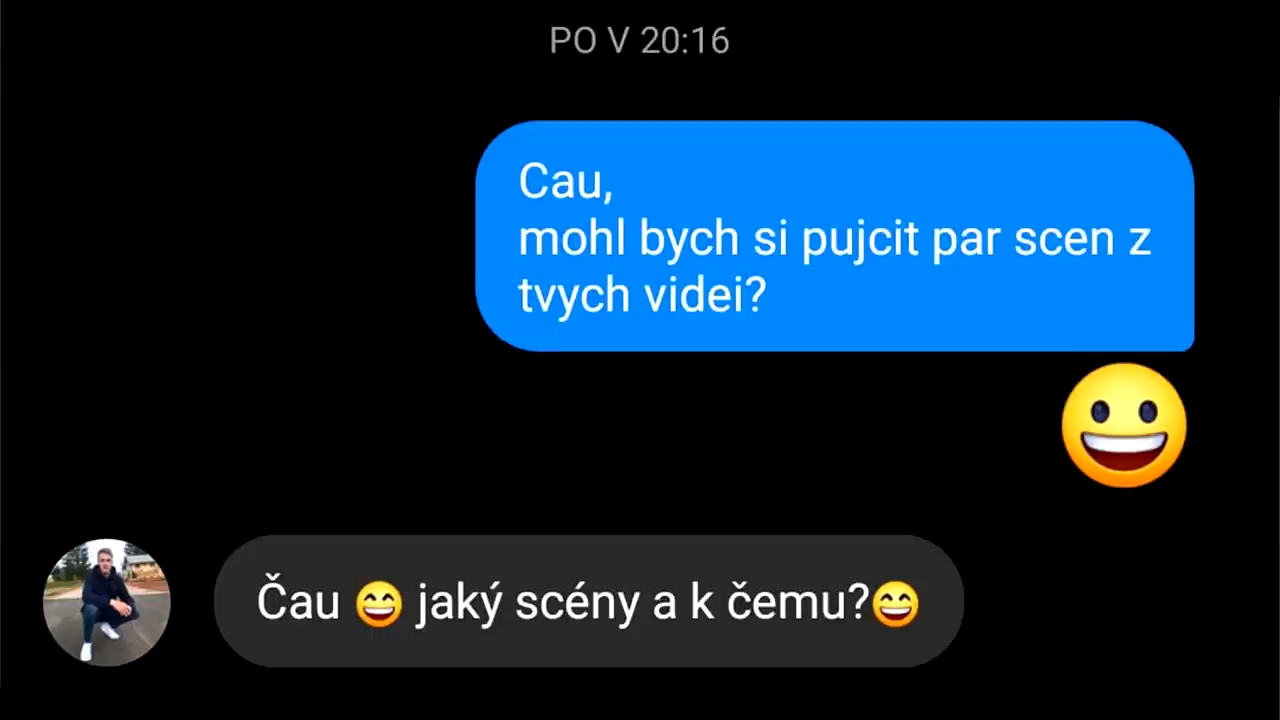 PO V 20:16
Cau,
mohl bych si pujcit par scen z
tvych videi?
😀
Čau 😄 jaký scény a k čemu?😄